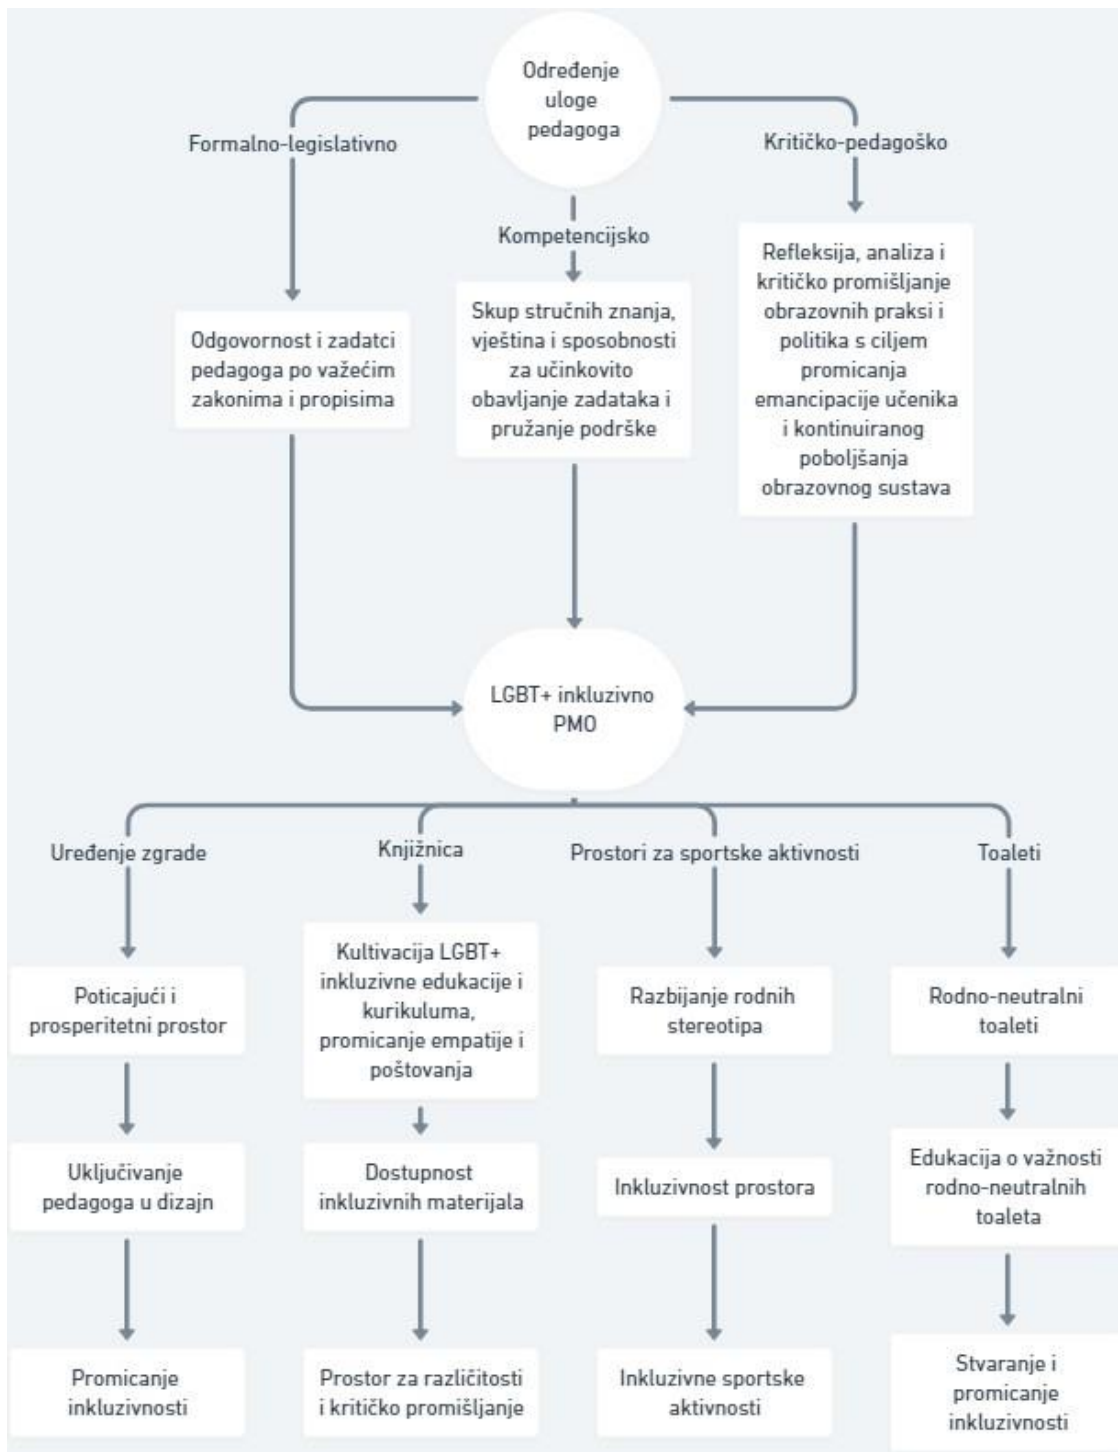 Određenje
uloge
pedagoga
Formalno-legislativno
Kritičko-pedagoško
Kompetencijsko
Odgovornost i zadatci
pedagoga po važećim
zakonima i propisima
Skup stručnih znanja,
vještina i sposobnosti
za učinkovito
obavljanje zadataka i
pružanje podrške
Refleksija, analiza i
kritičko promišljanje
obrazovnih praksi i
politika s ciljem
promicanja
emancipacije učenika
i kontinuiranog
poboljšanja
obrazovnog sustava
LGBT+ inkluzivno
PMO
Uređenje zgrade
Knjižnica
Prostori za sportske aktivnosti
Toaleti
Poticajući i
prosperitetni prostor
Kultivacija LGBT+
inkluzivne edukacije i
kurikuluma,
promicanje empatije i
poštovanja
Razbijanje rodnih
stereotipa
Rodno-neutralni
toaleti
Uključivanje
pedagoga u dizajn
Dostupnost
inkluzivnih materijala
Inkluzivnost prostora
Edukacija o važnosti
rodno-neutralnih
toaleta
Promicanje
inkluzivnosti
Prostor za različitosti
i kritičko promišljanje
Inkluzivne sportske
aktivnosti
Stvaranje i
promicanje
inkluzivnosti